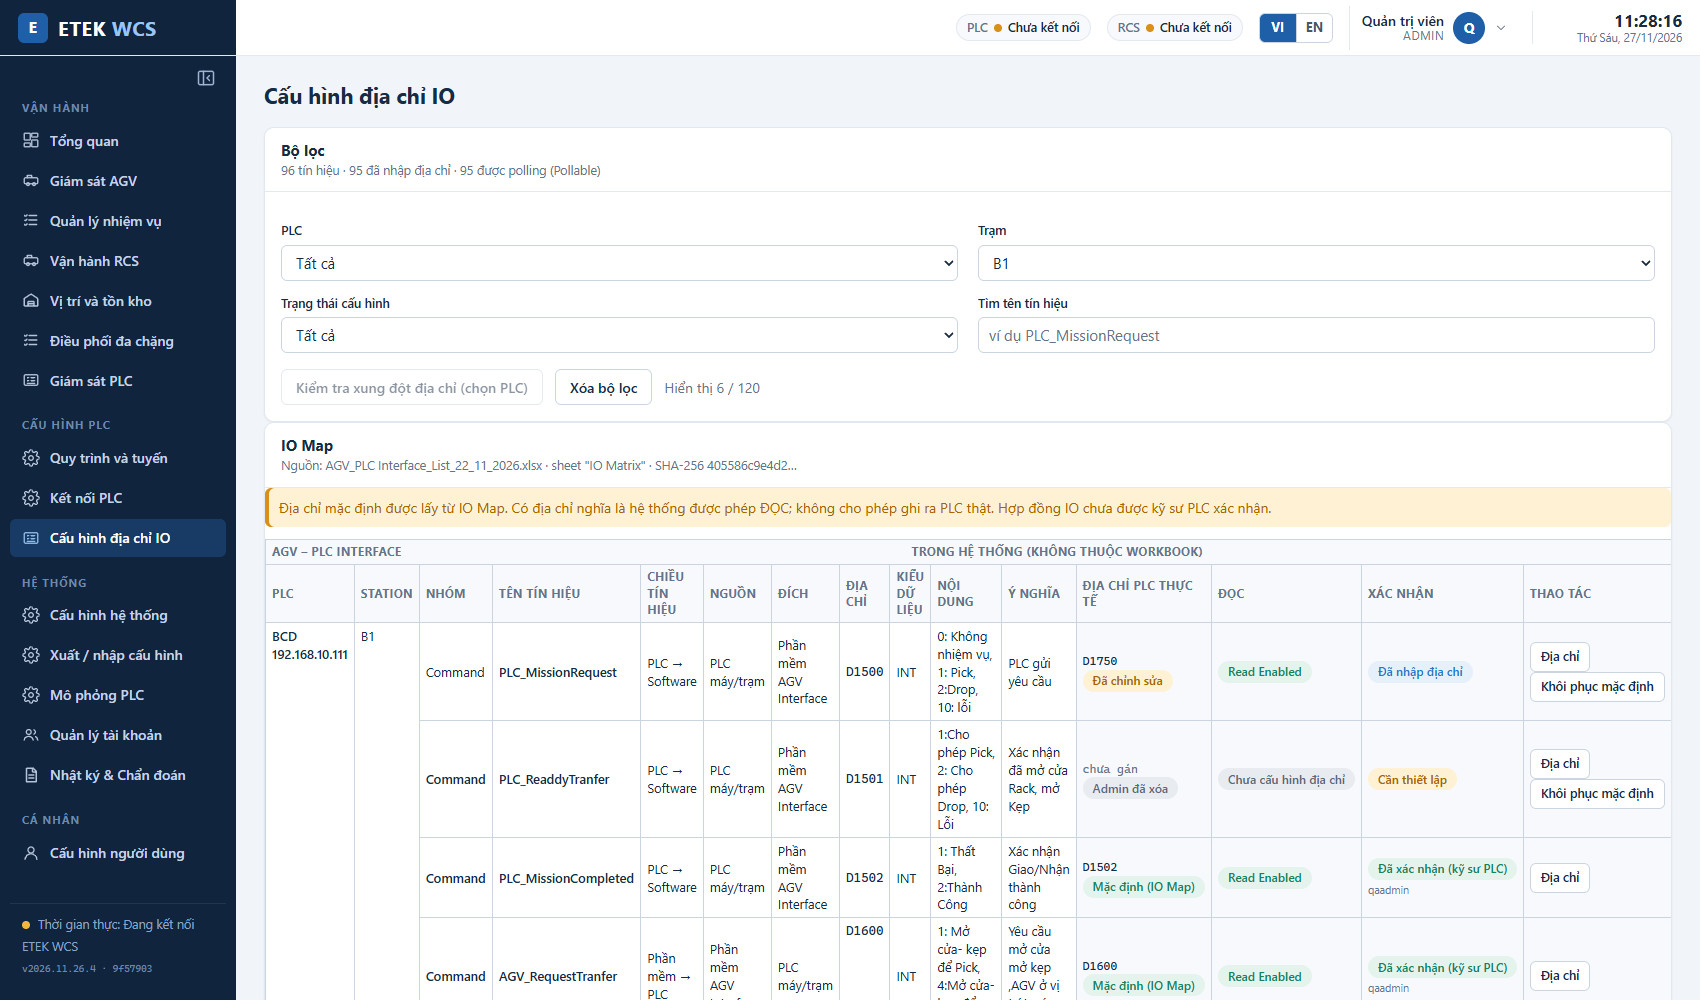 E ETEK WCS
PLC Chưa kết nối
RCS Chưa kết nối
VI EN
Quản trị viên
ADMIN
Q
11:28:16
Thứ Sáu, 27/11/2026
VẬN HÀNH
Tổng quan
Giám sát AGV
Quản lý nhiệm vụ
Vận hành RCS
Vị trí và tồn kho
Điều phối đa chặng
Giám sát PLC
CẤU HÌNH PLC
Quy trình và tuyến
Kết nối PLC
Cấu hình địa chỉ IO
HỆ THỐNG
Cấu hình hệ thống
Xuất / nhập cấu hình
Mô phỏng PLC
Quản lý tài khoản
Nhật ký & Chẩn đoán
CÁ NHÂN
Cấu hình người dùng
Thời gian thực: Đang kết nối
ETEK WCS
v2026.11.26.4 · 9f57903
Cấu hình địa chỉ IO
Bộ lọc
96 tín hiệu · 95 đã nhập địa chỉ · 95 được polling (Pollable)
PLC
Tất cả
Trạm
B1
Trạng thái cấu hình
Tất cả
Tìm tên tín hiệu
ví dụ PLC_MissionRequest
Kiểm tra xung đột địa chỉ (chọn PLC)
Xóa bộ lọc
Hiển thị 6 / 120
IO Map
Nguồn: AGV_PLC Interface_List_22_11_2026.xlsx · sheet "IO Matrix" · SHA-256 405586c9e4d2...
Địa chỉ mặc định được lấy từ IO Map. Có địa chỉ nghĩa là hệ thống được phép ĐỌC; không cho phép ghi ra PLC thật. Hợp đồng IO chưa được kỹ sư PLC xác nhận.
AGV – PLC INTERFACE
TRONG HỆ THỐNG (KHÔNG THUỘC WORKBOOK)
PLC
STATION
NHÓM
TÊN TÍN HIỆU
CHIỀU
TÍN
HIỆU
NGUỒN
ĐÍCH
ĐỊA
CHỈ
KIỂU
DỮ
LIỆU
NỘI
DUNG
Ý NGHĨA
ĐỊA CHỈ PLC THỰC
TẾ
ĐỌC
XÁC NHẬN
THAO TÁC
BCD
192.168.10.111
B1
Command
PLC_MissionRequest
PLC →
Software
PLC
máy/trạm
Phần
mềm
AGV
Interface
D1500
INT
0: Không
nhiệm vụ,
1: Pick,
2:Drop,
10: lỗi
PLC gửi
yêu cầu
D1750
Đã chỉnh sửa
Read Enabled
Đã nhập địa chỉ
Địa chỉ
Khôi phục mặc định
Command
PLC_ReaddyTranfer
PLC →
Software
PLC
máy/trạm
Phần
mềm
AGV
Interface
D1501
INT
1:Cho
phép Pick,
2: Cho
phép
Drop, 10:
Lỗi
Xác nhận
đã mở cửa
Rack, mở
Kẹp
chưa gán
Admin đã xóa
Chưa cấu hình địa chỉ
Cần thiết lập
Địa chỉ
Khôi phục mặc định
Command
PLC_MissionCompleted
PLC →
Software
PLC
máy/trạm
Phần
mềm
AGV
Interface
D1502
INT
1: Thất
Bại,
2:Thành
Công
Xác nhận
Giao/Nhận
thành
công
D1502
Mặc định (IO Map)
Read Enabled
Đã xác nhận (kỹ sư PLC)
qaadmin
Địa chỉ
Command
AGV_RequestTranfer
Phần
mềm →
PLC
Phần
mềm
AGV
PLC
máy/trạm
D1600
INT
1: Mở
cửa- kẹp
để Pick,
4:Mở cửa-
Yêu cầu
mở cửa
mở kẹp
,AGV ở vị
D1600
Mặc định (IO Map)
Read Enabled
Đã xác nhận (kỹ sư PLC)
qaadmin
Địa chỉ